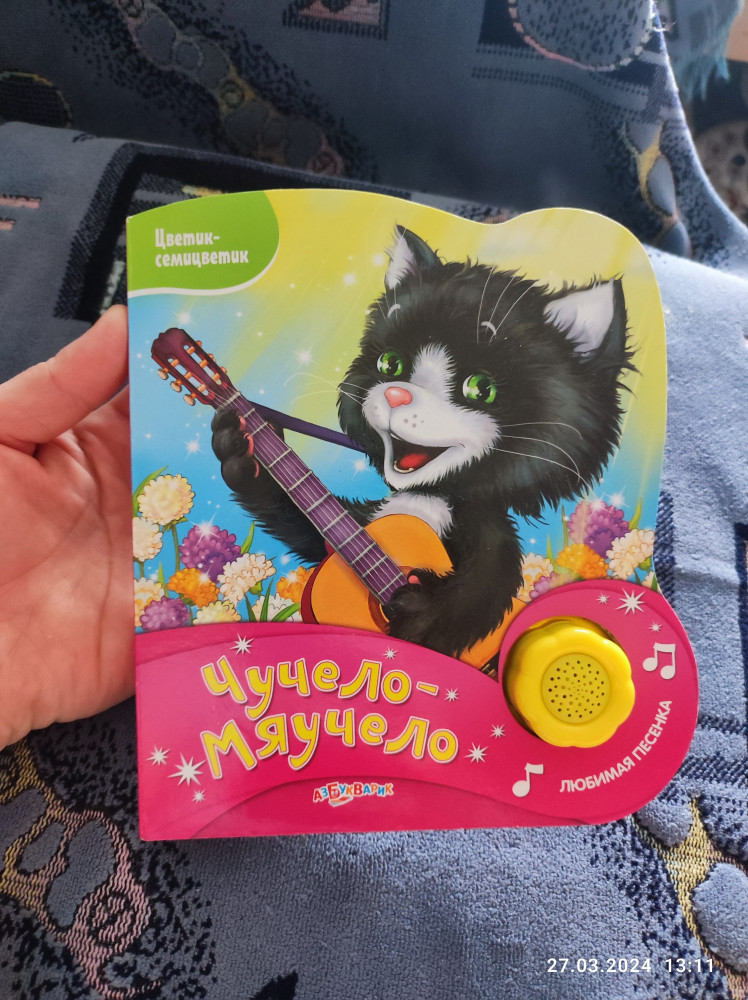 Цветик-
семицветик
Чучело-
Мяучело
АЗБУКВАРИК
ЛЮБИМАЯ ПЕСЕНКА
27.03.2024 13:11